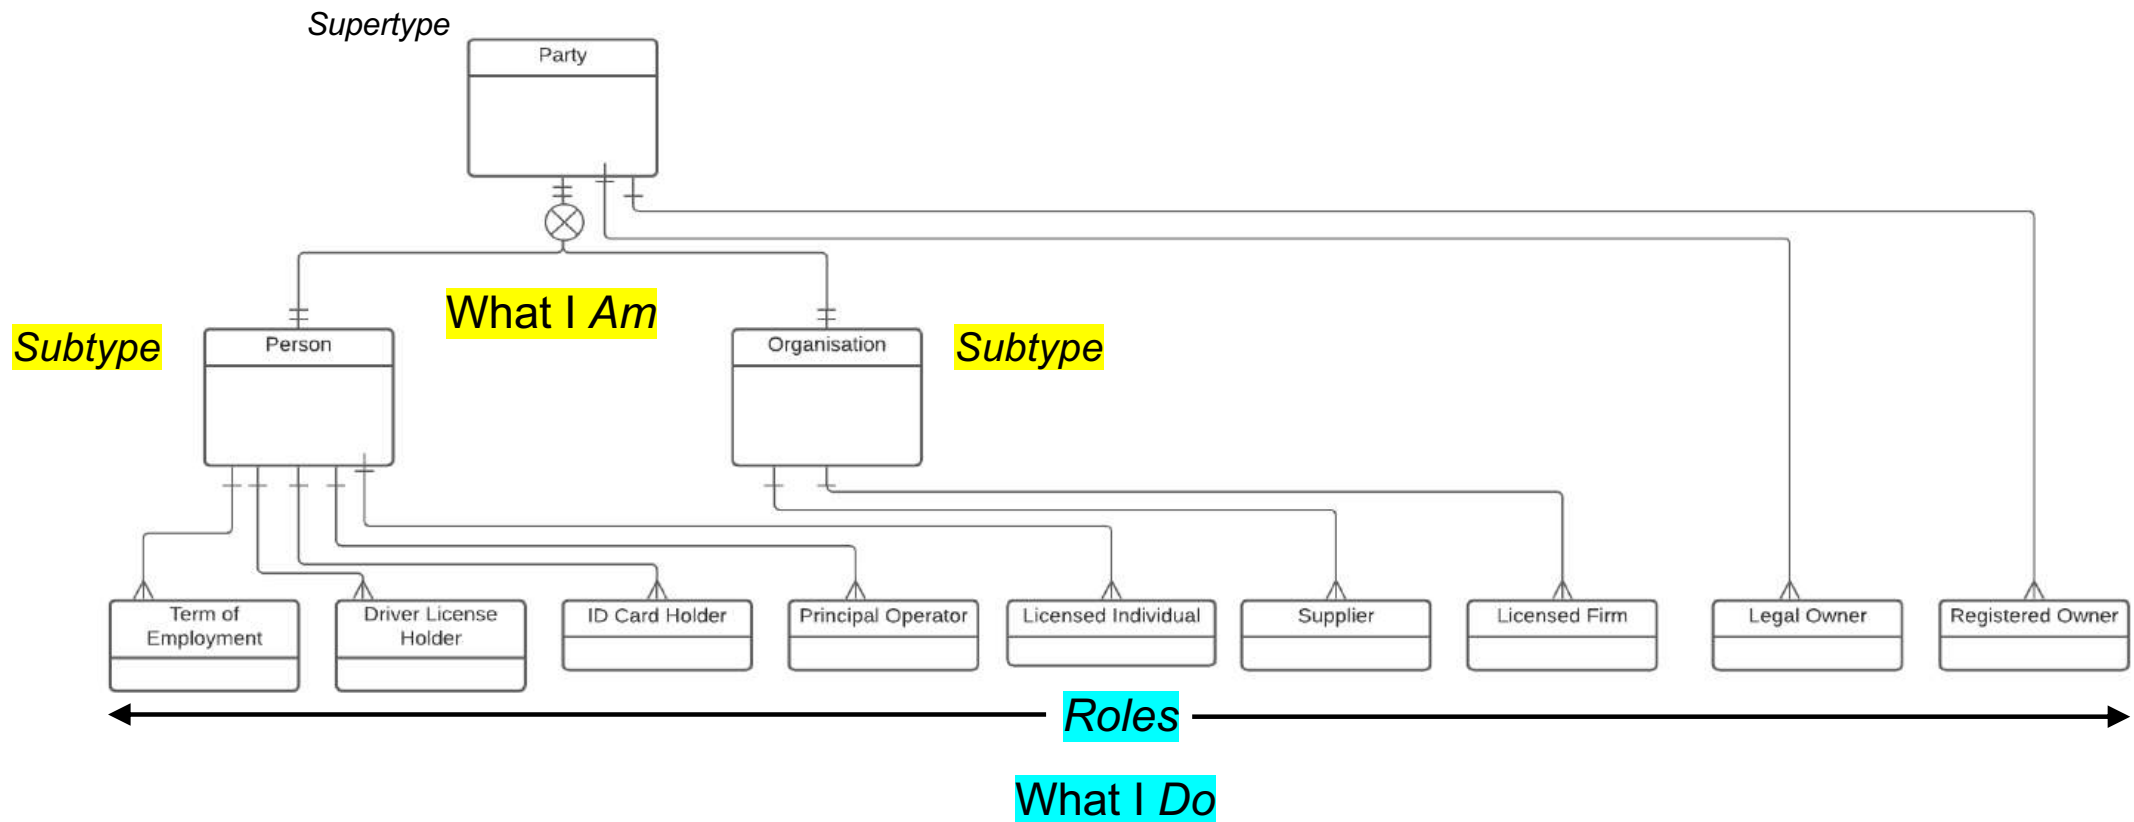 Supertype
Party
What I Am
Subtype
Person
Organisation
Subtype
Term of
Employment
Driver License
Holder
ID Card Holder
Principal Operator
Licensed Individual
Supplier
Licensed Firm
Legal Owner
Registered Owner
Roles
What I Do